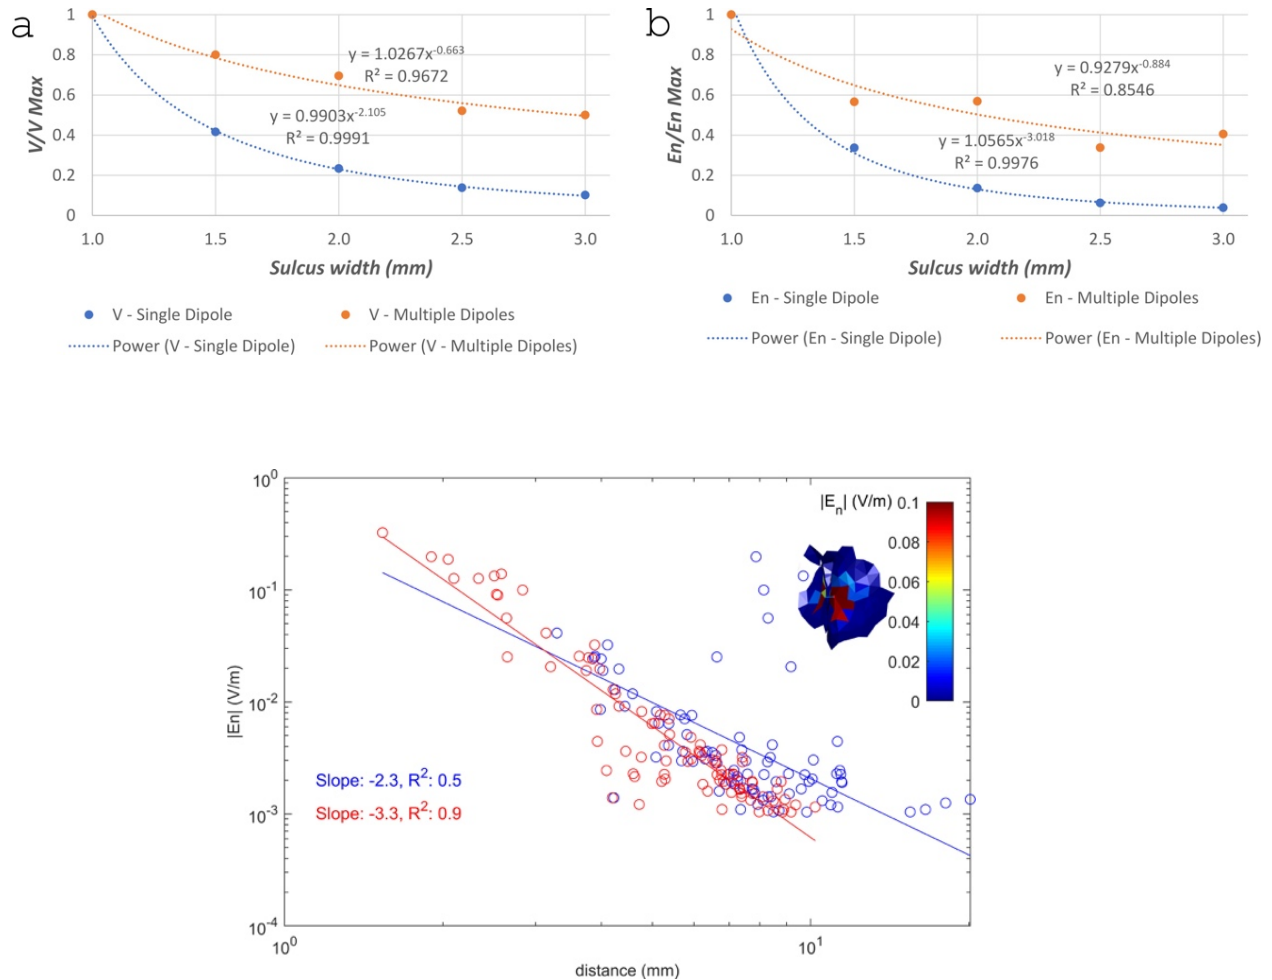 a
V/V Max
1
0.8
0.6
0.4
0.2
0
y = 1.0267x^-0.663
R² = 0.9672
y = 0.9903x^-2.105
R² = 0.9991
1.0 1.5 2.0 2.5 3.0
Sulcus width (mm)
V - Single Dipole V - Multiple Dipoles
Power (V - Single Dipole) Power (V - Multiple Dipoles)
b
En/En Max
1
0.8
0.6
0.4
0.2
0
y = 0.9279x^-0.884
R² = 0.8546
y = 1.0565x^-3.018
R² = 0.9976
1.0 1.5 2.0 2.5 3.0
Sulcus width (mm)
En - Single Dipole En - Multiple Dipoles
Power (En - Single Dipole) Power (En - Multiple Dipoles)
|En| (V/m)
10^0
10^-1
10^-2
10^-3
10^-4
|E_n| (V/m)
0.1
0.08
0.06
0.04
0.02
0
Slope: -2.3, R²: 0.5
Slope: -3.3, R²: 0.9
10^0 10^1
distance (mm)